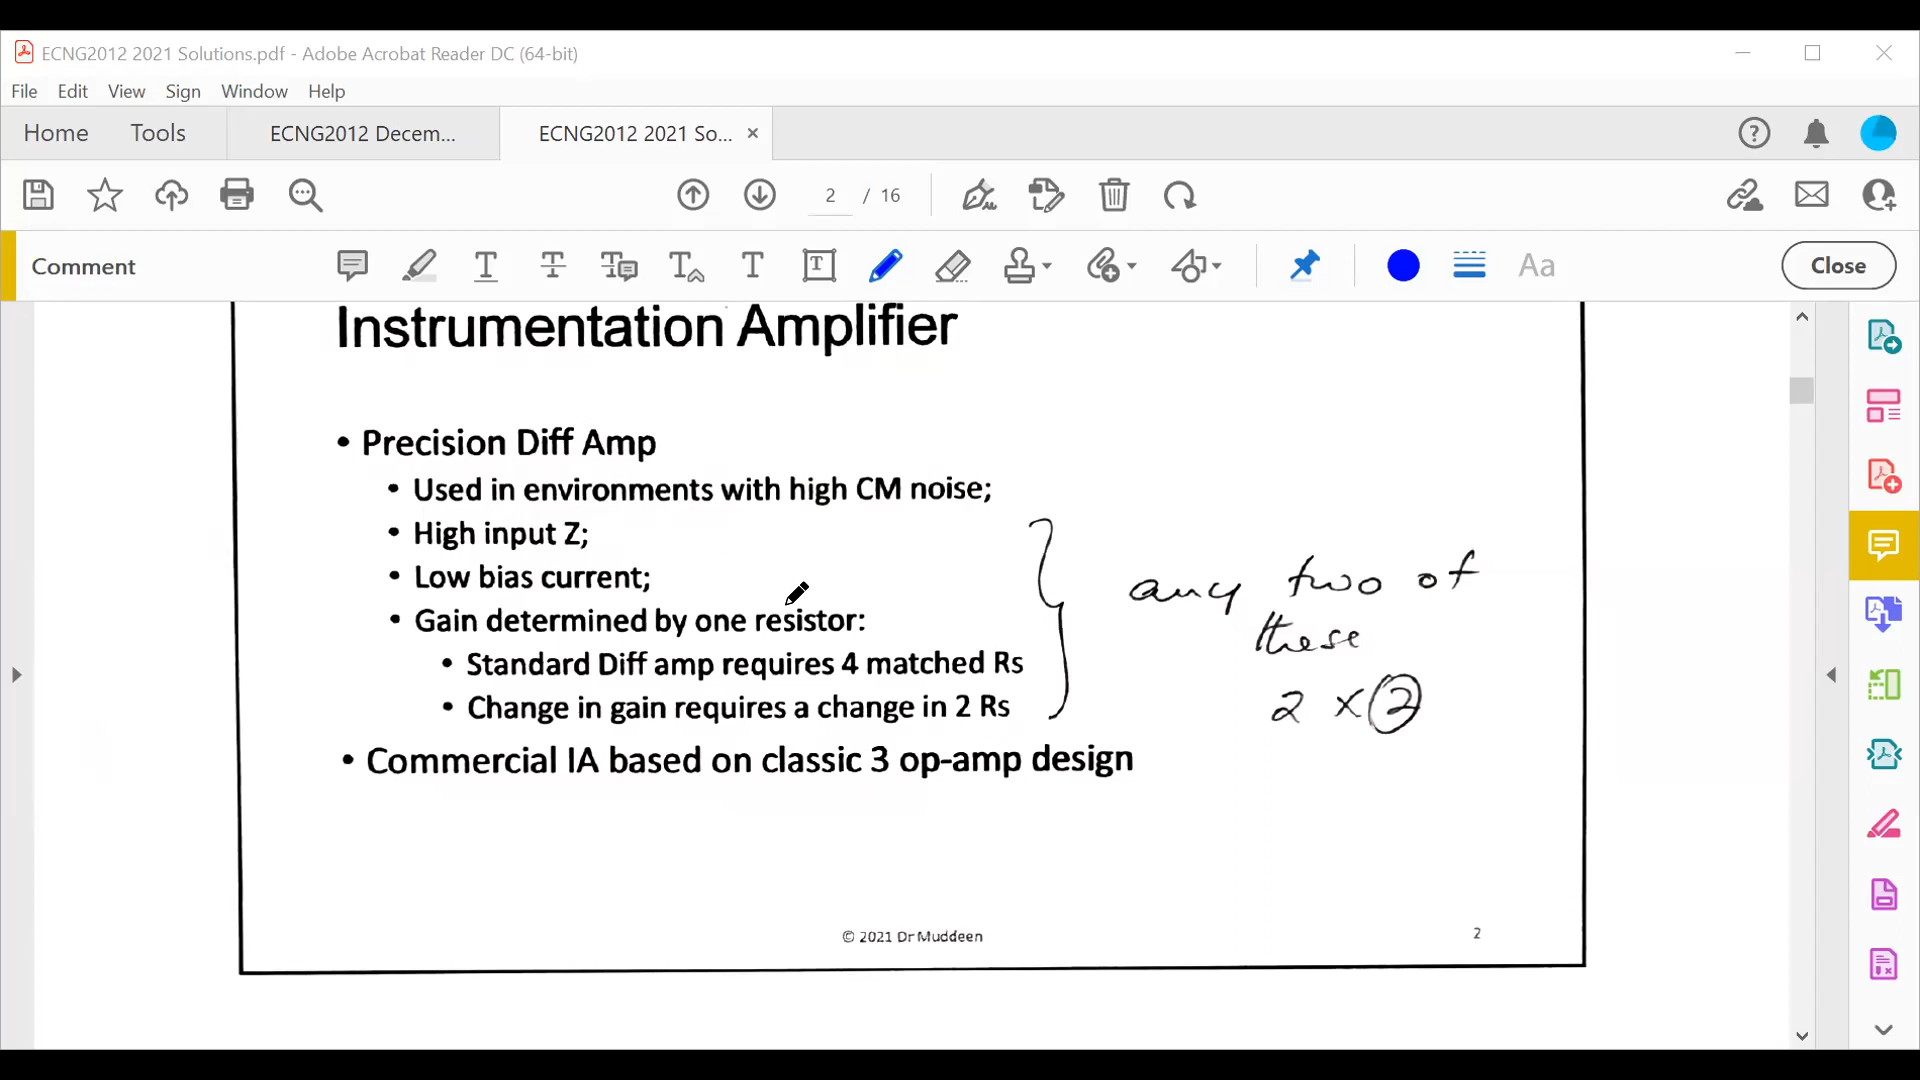 ECNG2012 2021 Solutions.pdf - Adobe Acrobat Reader DC (64-bit)
File Edit View Sign Window Help
Home Tools ECNG2012 Decem... ECNG2012 2021 So... ×
2 / 16
Comment
Aa
Close
Instrumentation Amplifier
• Precision Diff Amp
• Used in environments with high CM noise;
• High input Z;
• Low bias current;
• Gain determined by one resistor:
• Standard Diff amp requires 4 matched Rs
• Change in gain requires a change in 2 Rs
any two of
these
2 × 2
• Commercial IA based on classic 3 op-amp design
© 2021 Dr Muddeen
2